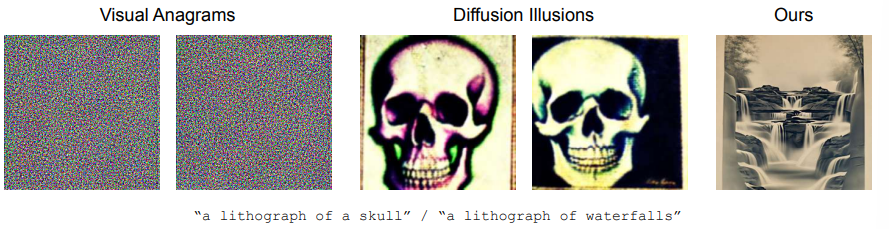 Visual Anagrams Diffusion Illusions Ours
"a lithograph of a skull" / "a lithograph of waterfalls"